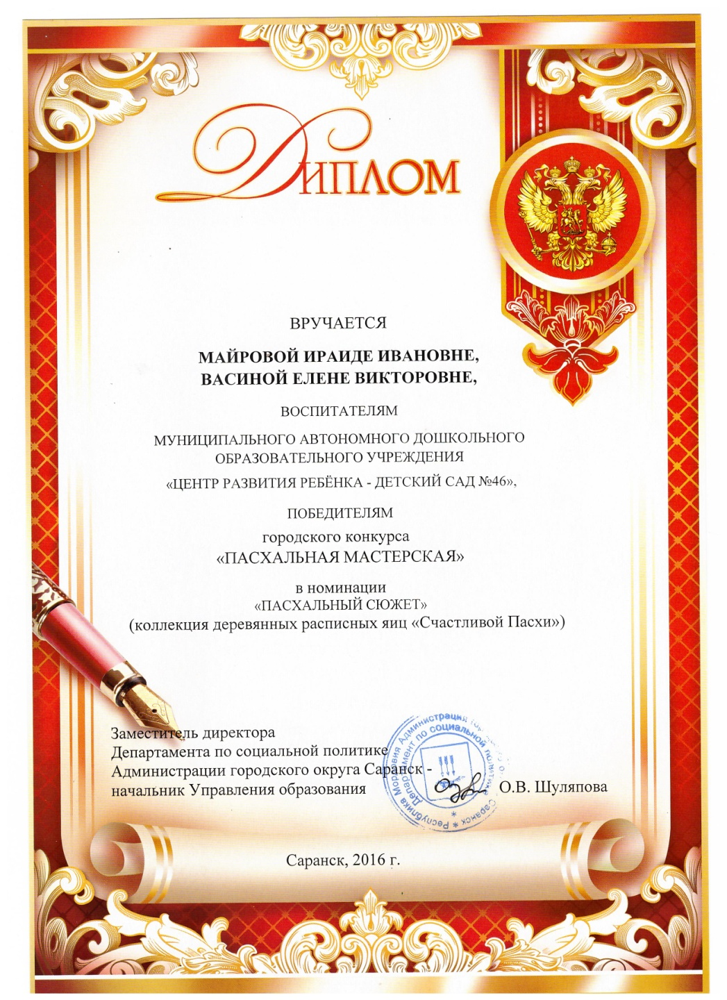 Диплом
ВРУЧАЕТСЯ
МАЙРОВОЙ ИРАИДЕ ИВАНОВНЕ,
ВАСИНОЙ ЕЛЕНЕ ВИКТОРОВНЕ,
ВОСПИТАТЕЛЯМ
МУНИЦИПАЛЬНОГО АВТОНОМНОГО ДОШКОЛЬНОГО
ОБРАЗОВАТЕЛЬНОГО УЧРЕЖДЕНИЯ
«ЦЕНТР РАЗВИТИЯ РЕБЁНКА - ДЕТСКИЙ САД №46»,
ПОБЕДИТЕЛЯМ
городского конкурса
«ПАСХАЛЬНАЯ МАСТЕРСКАЯ»
в номинации
«ПАСХАЛЬНЫЙ СЮЖЕТ»
(коллекция деревянных расписных яиц «Счастливой Пасхи»)
Заместитель директора
Департамента по социальной политике
Администрации городского округа Саранск -
начальник Управления образования
О.В. Шуляпова
Республика Мордовия Администрация
Саранск
Департамент по социальной политике
Саранск, 2016 г.